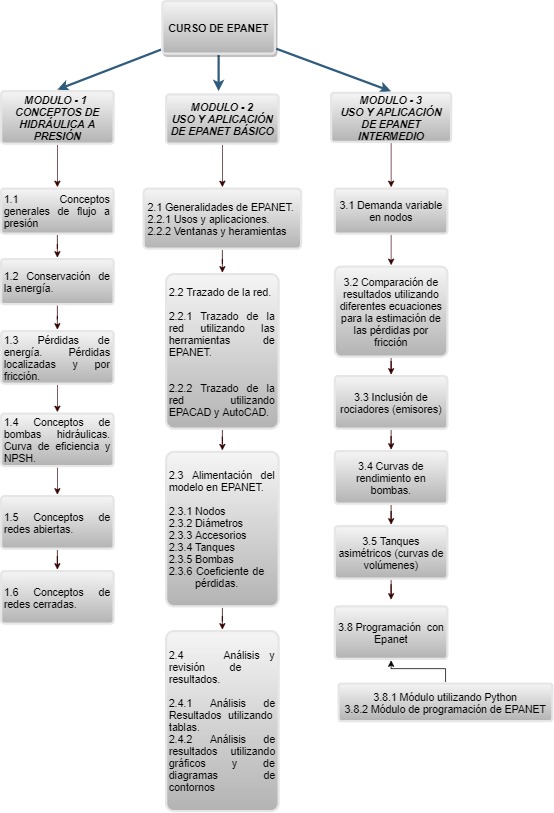 CURSO DE EPANET
MODULO - 1
CONCEPTOS DE
HIDRÁULICA A
PRESIÓN
1.1 Conceptos
generales de flujo a
presión
1.2 Conservación de
la energía.
1.3 Pérdidas de
energía. Pérdidas
localizadas y por
fricción.
1.4 Conceptos de
bombas hidráulicas.
Curva de eficiencia y
NPSH.
1.5 Conceptos de
redes abiertas.
1.6 Conceptos de
redes cerradas.
MODULO - 2
USO Y APLICACIÓN
DE EPANET BÁSICO
2.1 Generalidades de EPANET.
2.2.1 Usos y aplicaciones.
2.2.2 Ventanas y heramientas
2.2 Trazado de la red.
2.2.1 Trazado de la
red utilizando las
herramientas de
EPANET.
2.2.2 Trazado de la
red utilizando
EPACAD y AutoCAD.
2.3 Alimentación del
modelo en EPANET.
2.3.1 Nodos
2.3.2 Diámetros
2.3.3 Accesorios
2.3.4 Tanques
2.3.5 Bombas
2.3.6 Coeficiente de
pérdidas.
2.4 Análisis y
revisión de
resultados.
2.4.1 Análisis de
Resultados utilizando
tablas.
2.4.2 Análisis de
resultados utilizando
gráficos y de
diagramas de
contornos
MODULO - 3
USO Y APLICACIÓN
DE EPANET
INTERMEDIO
3.1 Demanda variable
en nodos
3.2 Comparación de
resultados utilizando
diferentes ecuaciones
para la estimación de
las pérdidas por
fricción
3.3 Inclusión de
rociadores (emisores)
3.4 Curvas de
rendimiento en
bombas.
3.5 Tanques
asimétricos (curvas de
volúmenes)
3.8 Programación con
Epanet
3.8.1 Módulo utilizando Python
3.8.2 Módulo de programación de EPANET